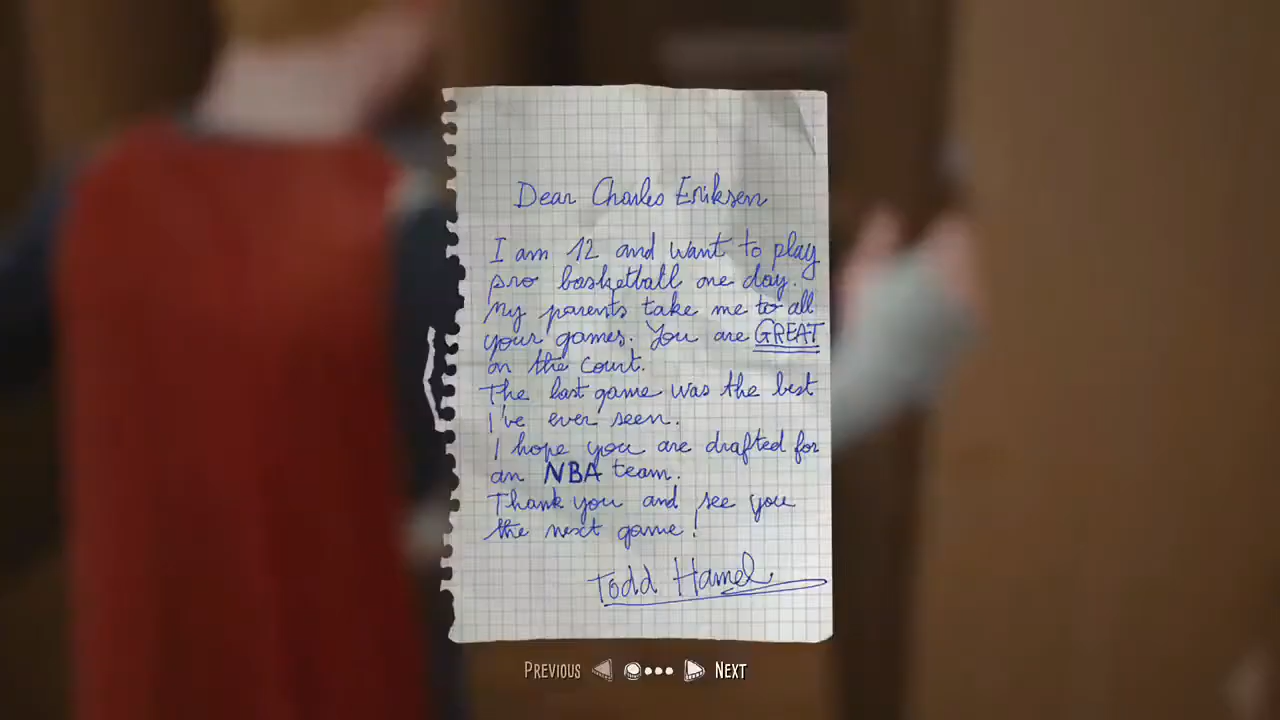 Dear Charles Eriksen
I am 12 and want to play
pro basketball one day.
My parents take me to all
your games. You are GREAT
on the court.
The last game was the best
I've ever seen.
I hope you are drafted for
an NBA team.
Thank you and see you
the next game!
Todd Hamel
PREVIOUS NEXT